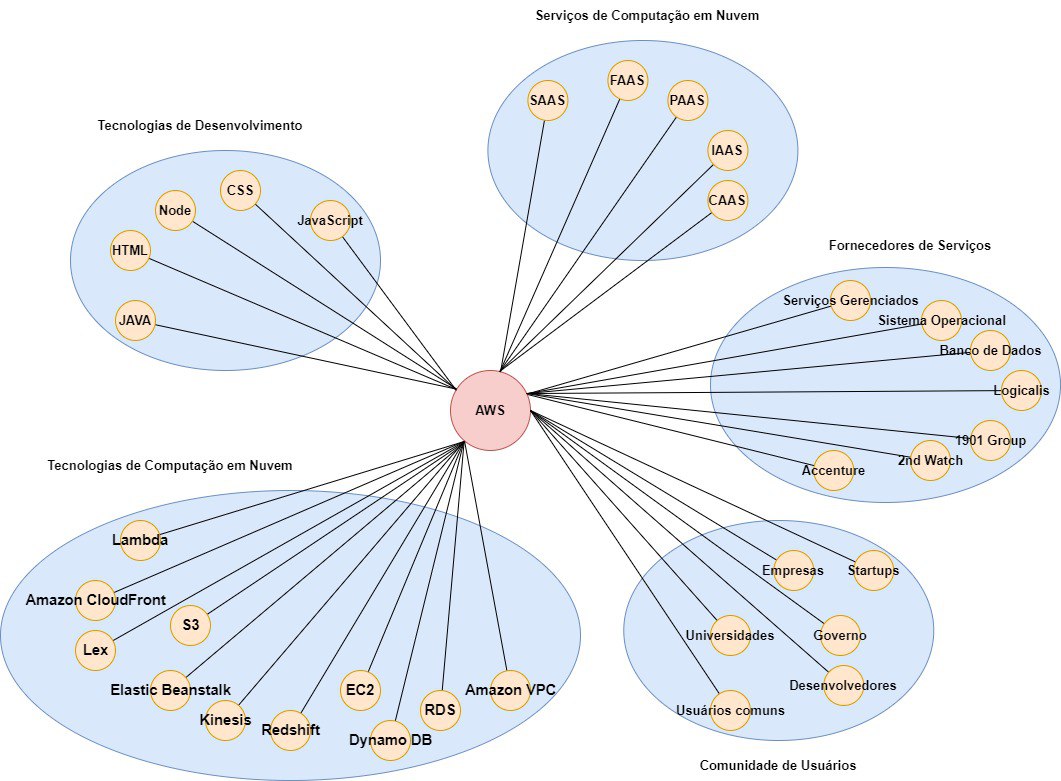 Serviços de Computação em Nuvem
SAAS
FAAS
PAAS
IAAS
CAAS
Tecnologias de Desenvolvimento
CSS
Node
JavaScript
HTML
JAVA
Fornecedores de Serviços
Serviços Gerenciados
Sistema Operacional
Banco de Dados
Logicalis
1901 Group
2nd Watch
Accenture
AWS
Tecnologias de Computação em Nuvem
Lambda
Amazon CloudFront
S3
Lex
Elastic Beanstalk
Kinesis
Redshift
EC2
Dynamo DB
RDS
Amazon VPC
Empresas
Startups
Universidades
Governo
Desenvolvedores
Usuários comuns
Comunidade de Usuários